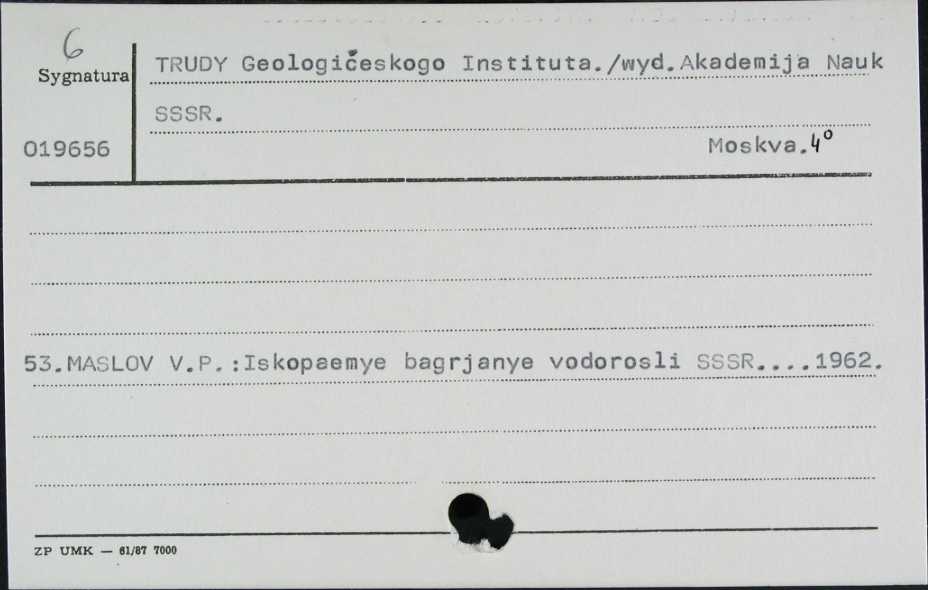 6
Sygnatura
TRUDY Geologičeskogo Instituta./wyd.Akademija Nauk
SSSR.
019656
Moskva.4°
53.MASLOV V.P.:Iskopaemye bagrjanye vodorosli SSSR....1962.
ZP UMK — 61/87 7000